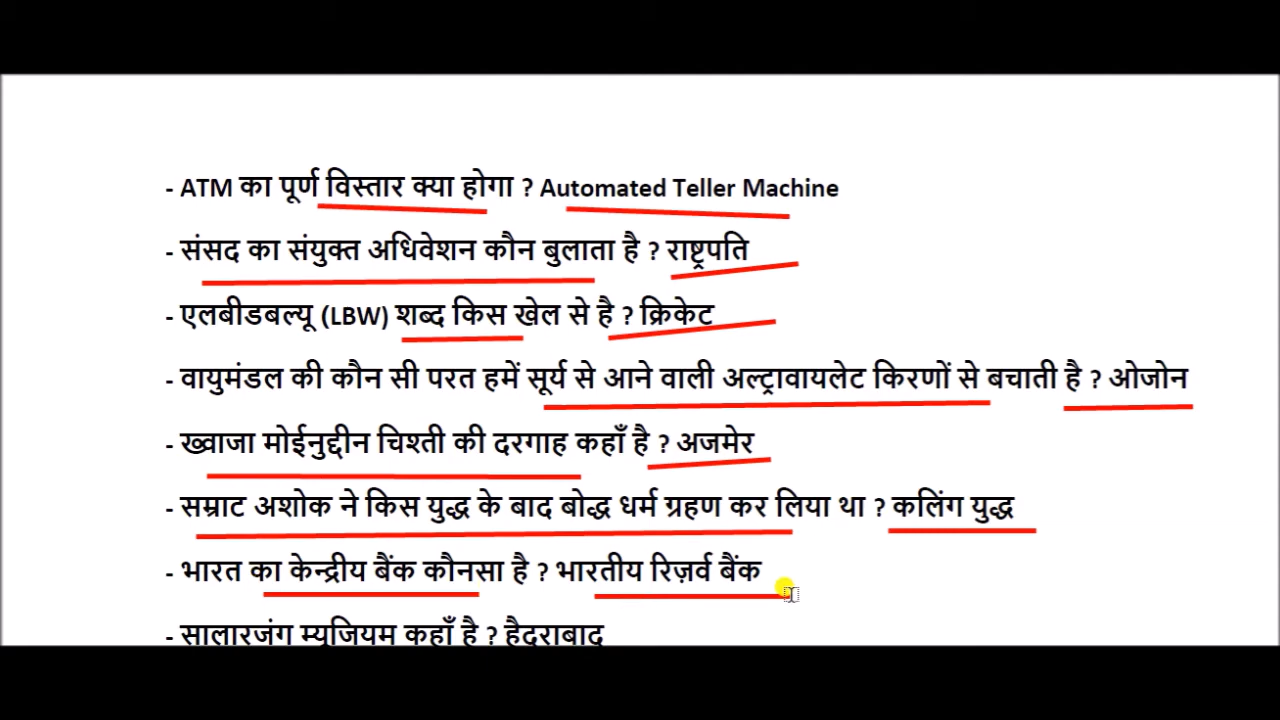 - ATM का पूर्ण विस्तार क्या होगा ? Automated Teller Machine
- संसद का संयुक्त अधिवेशन कौन बुलाता है ? राष्ट्रपति
- एलबीडबल्यू (LBW) शब्द किस खेल से है ? क्रिकेट
- वायुमंडल की कौन सी परत हमें सूर्य से आने वाली अल्ट्रावायलेट किरणों से बचाती है ? ओजोन
- ख्वाजा मोईनुद्दीन चिश्ती की दरगाह कहाँ है ? अजमेर
- सम्राट अशोक ने किस युद्ध के बाद बोद्ध धर्म ग्रहण कर लिया था ? कलिंग युद्ध
- भारत का केन्द्रीय बैंक कौनसा है ? भारतीय रिज़र्व बैंक
- सालारजंग म्यूजियम कहाँ है ? हैदराबाद